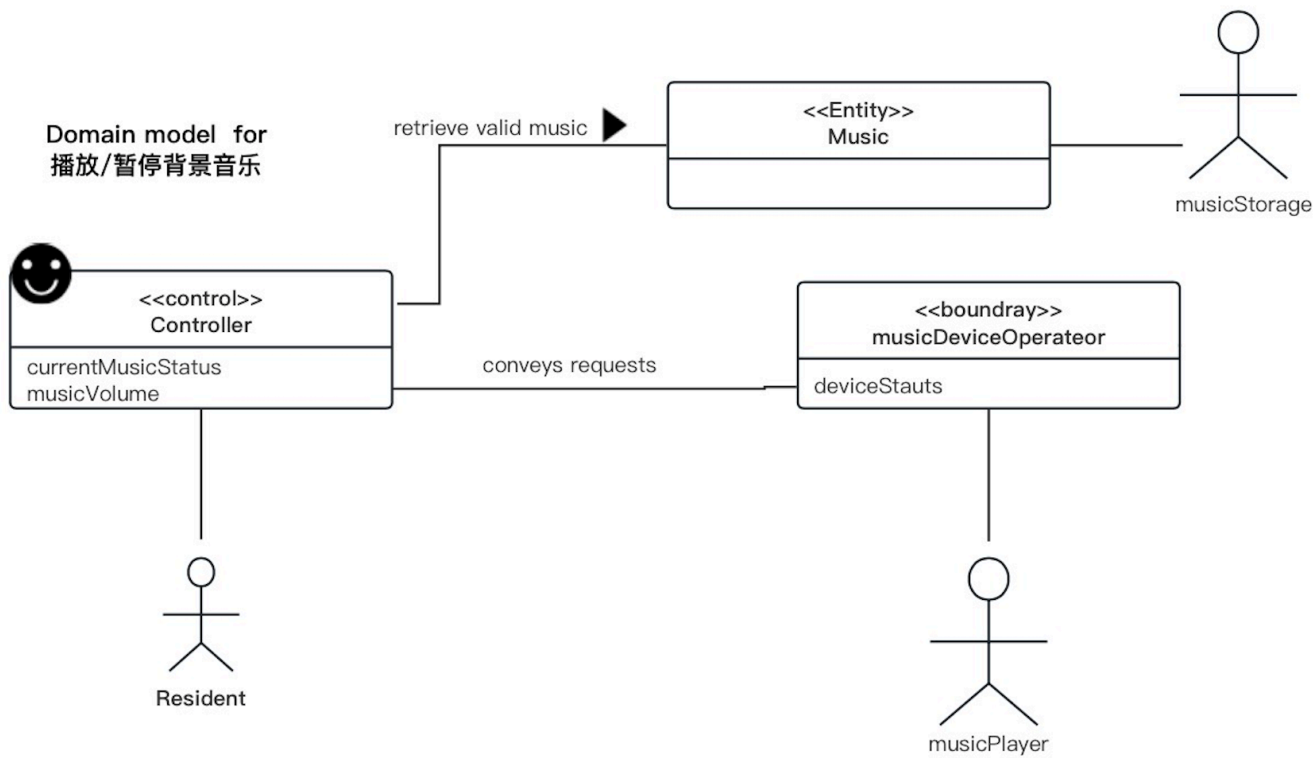 Domain model for
播放/暂停背景音乐
retrieve valid music
<<Entity>>
Music
musicStorage
<<control>>
Controller
currentMusicStatus
musicVolume
conveys requests
<<boundray>>
musicDeviceOperateor
deviceStauts
Resident
musicPlayer